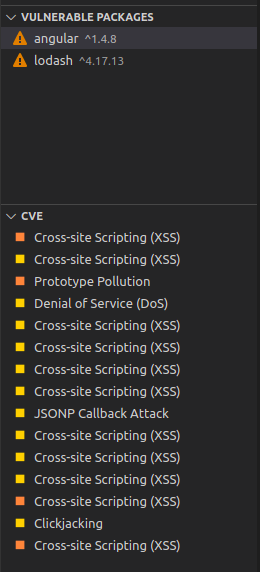 VULNERABLE PACKAGES
angular ^1.4.8
lodash ^4.17.13
CVE
Cross-site Scripting (XSS)
Cross-site Scripting (XSS)
Prototype Pollution
Denial of Service (DoS)
Cross-site Scripting (XSS)
Cross-site Scripting (XSS)
Cross-site Scripting (XSS)
Cross-site Scripting (XSS)
JSONP Callback Attack
Cross-site Scripting (XSS)
Cross-site Scripting (XSS)
Cross-site Scripting (XSS)
Cross-site Scripting (XSS)
Clickjacking
Cross-site Scripting (XSS)